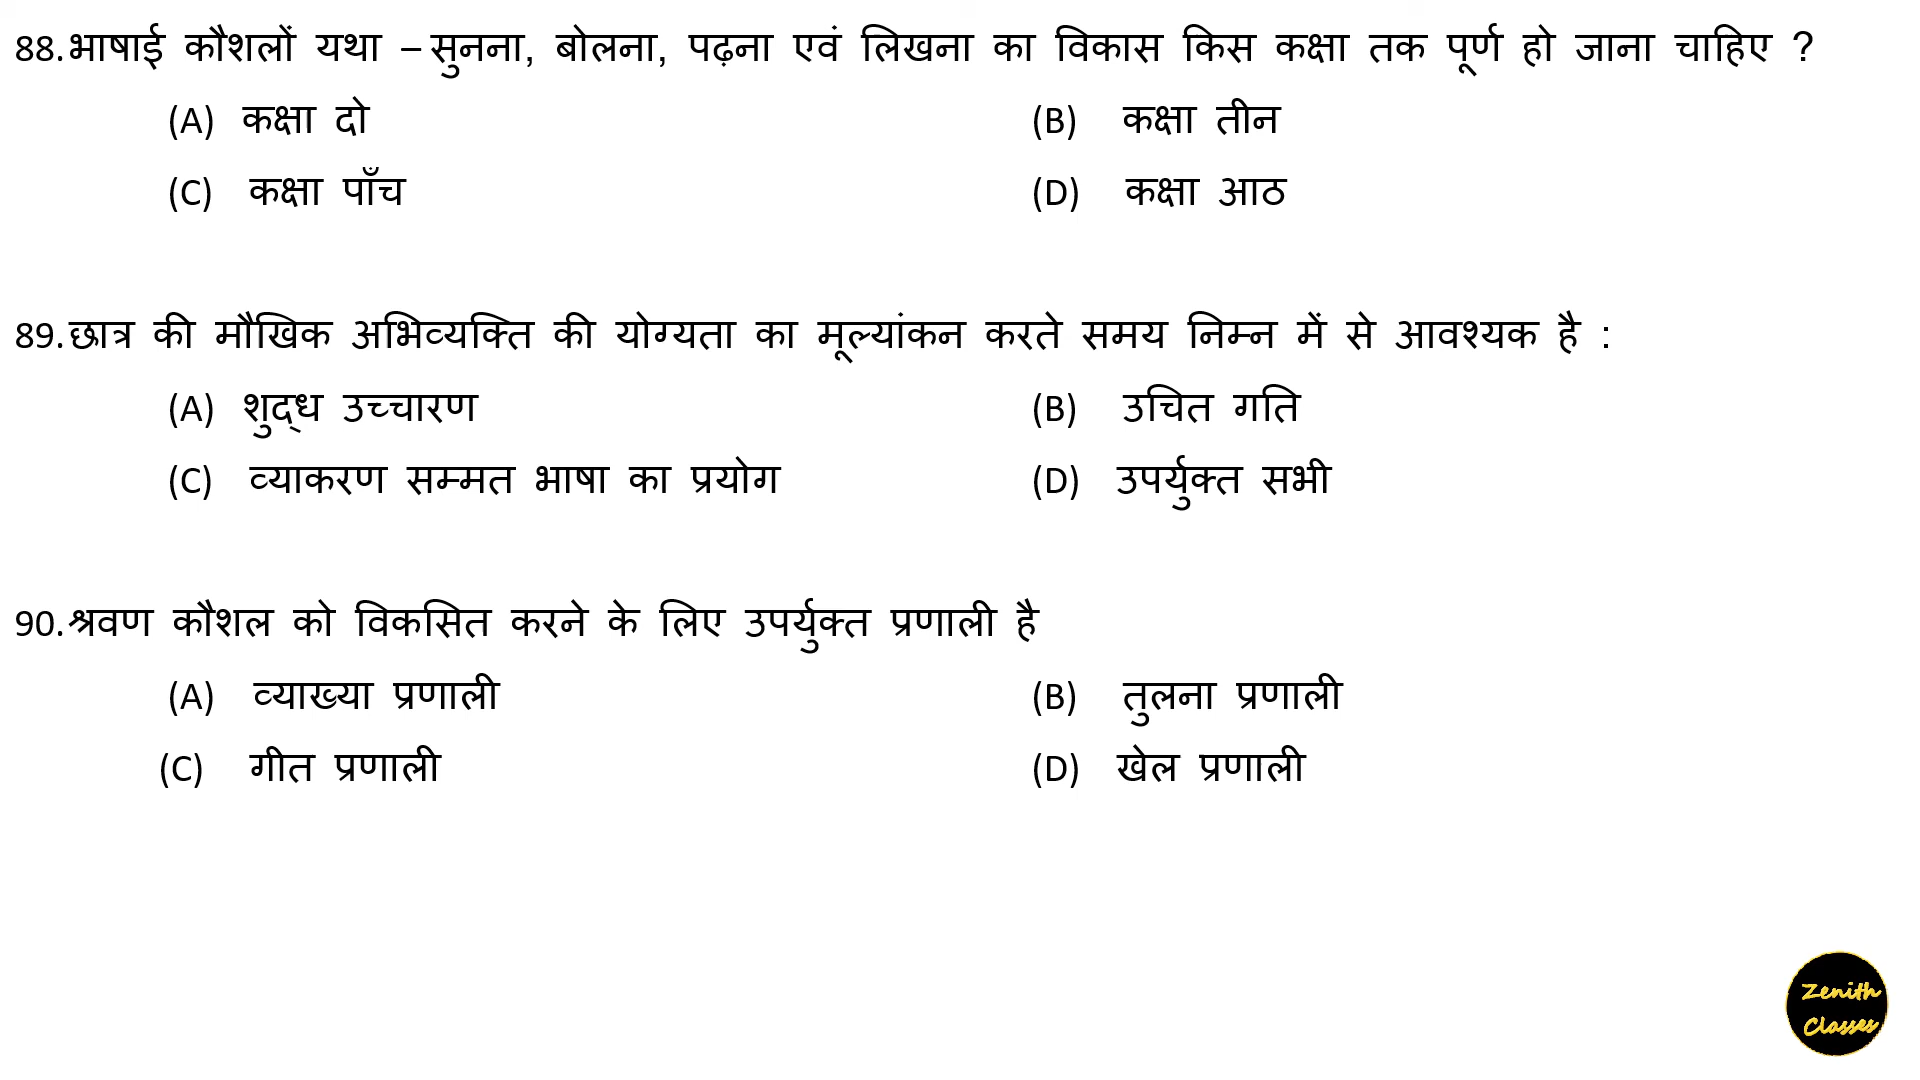 88.भाषाई कौशलों यथा – सुनना, बोलना, पढ़ना एवं लिखना का विकास किस कक्षा तक पूर्ण हो जाना चाहिए ?
(A) कक्षा दो (B) कक्षा तीन
(C) कक्षा पाँच (D) कक्षा आठ
89.छात्र की मौखिक अभिव्यक्ति की योग्यता का मूल्यांकन करते समय निम्न में से आवश्यक है :
(A) शुद्ध उच्चारण (B) उचित गति
(C) व्याकरण सम्मत भाषा का प्रयोग (D) उपर्युक्त सभी
90.श्रवण कौशल को विकसित करने के लिए उपर्युक्त प्रणाली है
(A) व्याख्या प्रणाली (B) तुलना प्रणाली
(C) गीत प्रणाली (D) खेल प्रणाली
Zenith
Classes